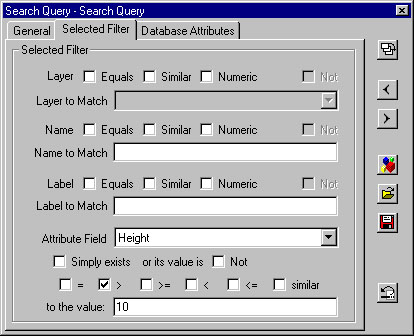 Search Query - Search Query
General Selected Filter Database Attributes
Selected Filter
Layer Equals Similar Numeric Not
Layer to Match
Name Equals Similar Numeric Not
Name to Match
Label Equals Similar Numeric Not
Label to Match
Attribute Field Height
Simply exists or its value is Not
= > >= < <= similar
to the value: 10